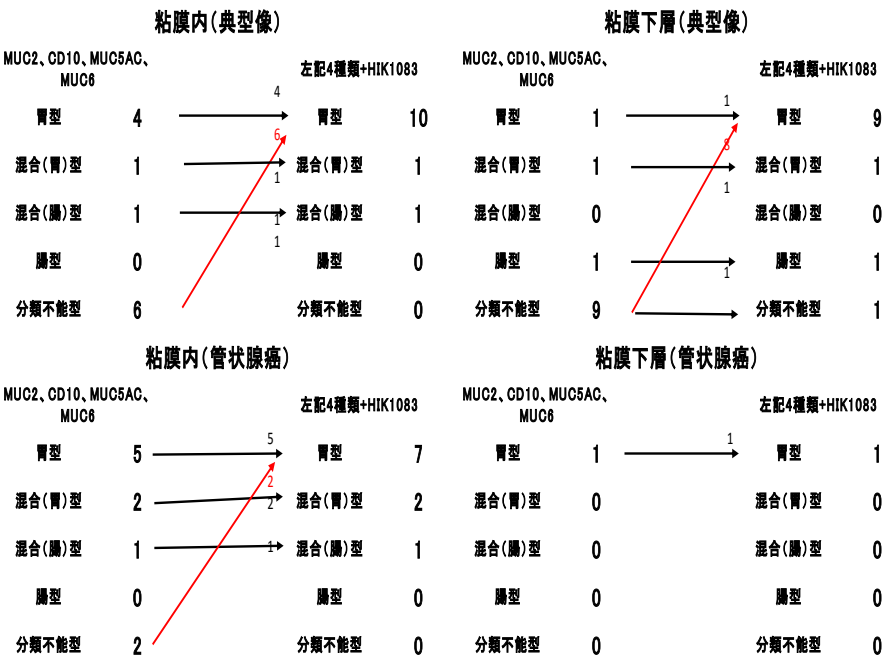 粘膜内(典型像)
MUC2、CD10、MUC5AC、
MUC6
左記4種類+HIK1083
胃型 4 4 胃型 10
6
混合(胃)型 1 1 混合(胃)型 1
混合(腸)型 1 1 混合(腸)型 1
1
腸型 0 腸型 0
分類不能型 6 分類不能型 0
粘膜下層(典型像)
MUC2、CD10、MUC5AC、
MUC6
左記4種類+HIK1083
胃型 1 1 胃型 9
8
混合(胃)型 1 1 混合(胃)型 1
混合(腸)型 0 混合(腸)型 0
腸型 1 1 腸型 1
分類不能型 9 分類不能型 1
粘膜内(管状腺癌)
MUC2、CD10、MUC5AC、
MUC6
左記4種類+HIK1083
胃型 5 5 胃型 7
2
混合(胃)型 2 2 混合(胃)型 2
混合(腸)型 1 1 混合(腸)型 1
腸型 0 腸型 0
分類不能型 2 分類不能型 0
粘膜下層(管状腺癌)
MUC2、CD10、MUC5AC、
MUC6
左記4種類+HIK1083
胃型 1 1 胃型 1
混合(胃)型 0 混合(胃)型 0
混合(腸)型 0 混合(腸)型 0
腸型 0 腸型 0
分類不能型 0 分類不能型 0